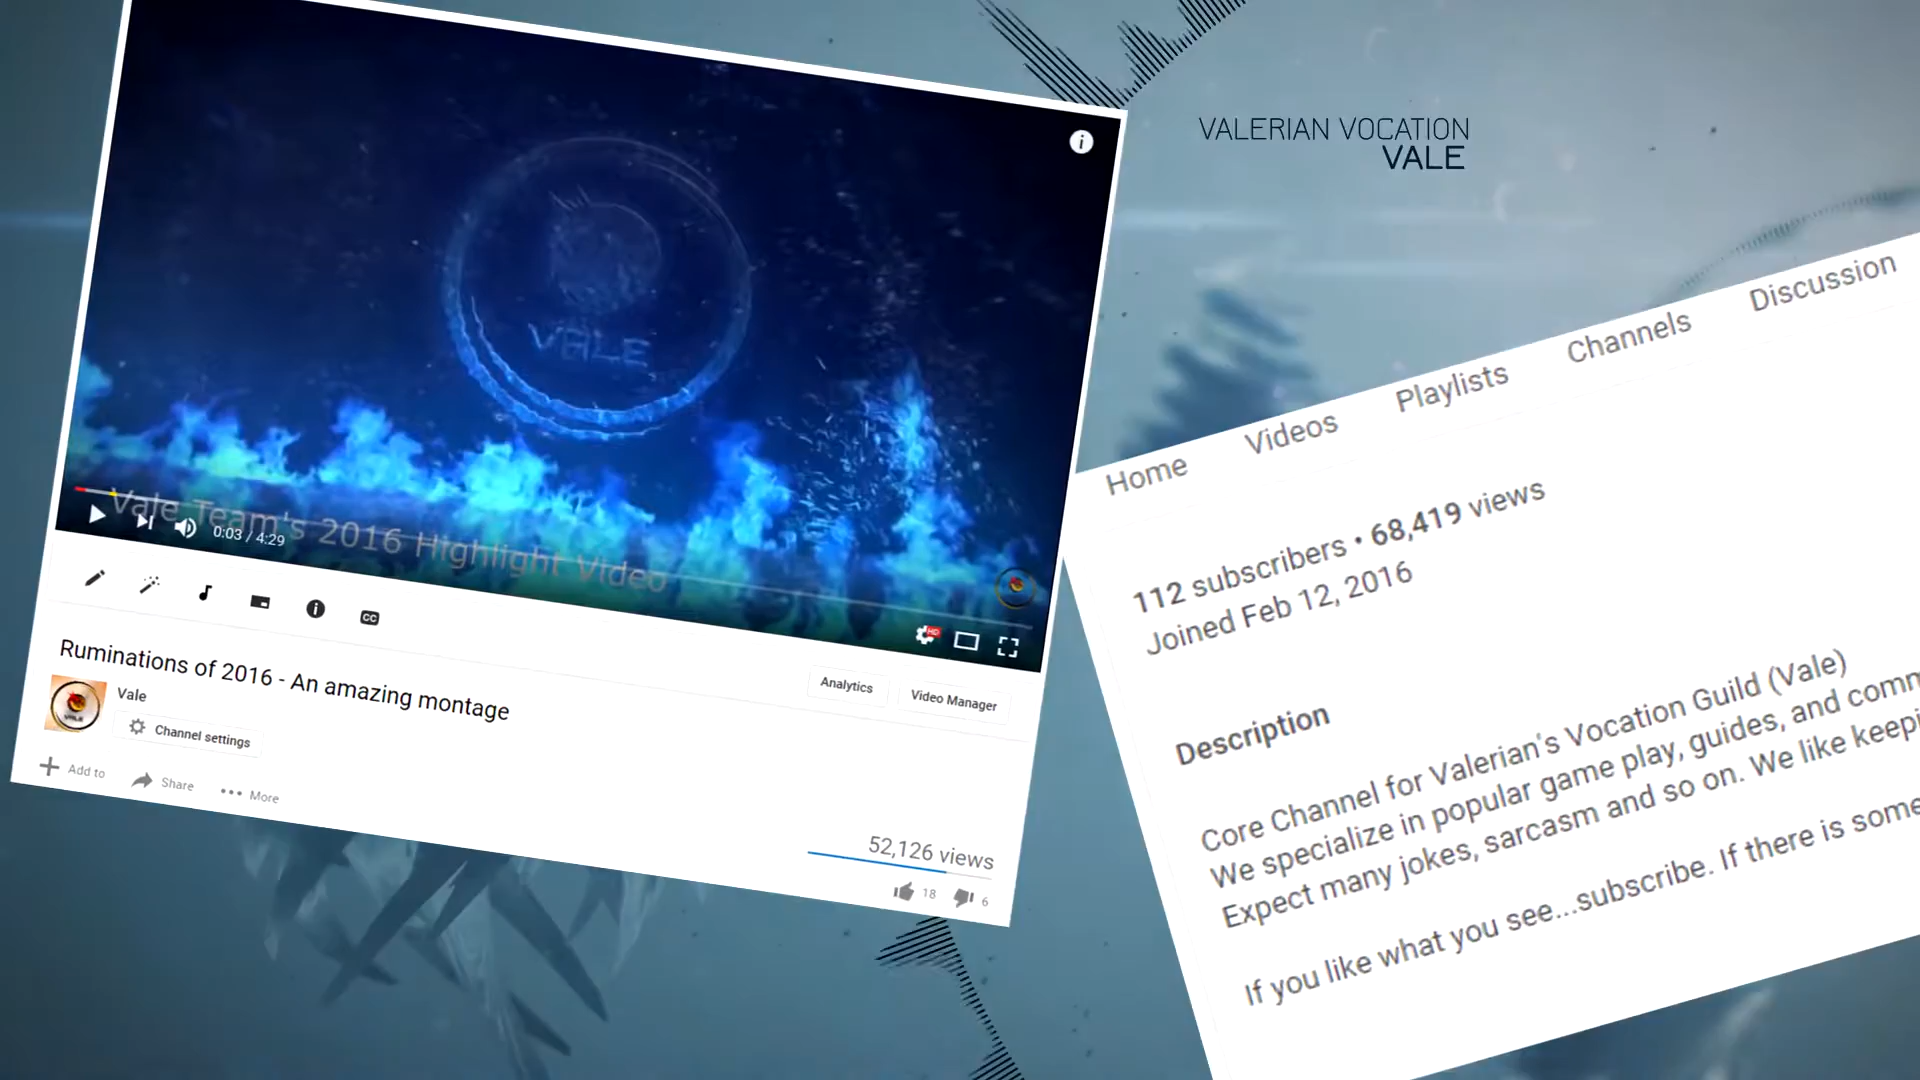 VALERIAN VOCATION
VALE
VALE
Vale Team's 2016 Highlight Video
0:03 / 4:29
HD
CC
Ruminations of 2016 - An amazing montage
Analytics
Video Manager
VALE
Vale
Channel settings
Add to
Share
More
52,126 views
18
6
Home
Videos
Playlists
Channels
Discussion
112 subscribers • 68,419 views
Joined Feb 12, 2016
Description
Core Channel for Valerian's Vocation Guild (Vale)
We specialize in popular game play, guides, and comm
Expect many jokes, sarcasm and so on. We like keepi
If you like what you see...subscribe. If there is some